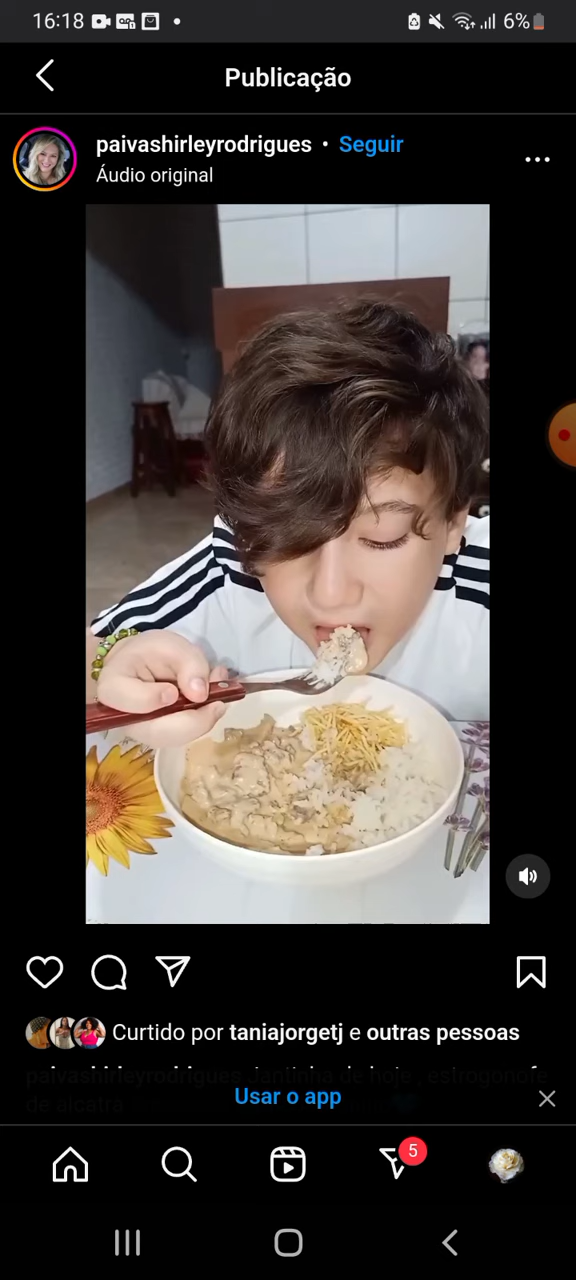 16:18 6%
Publicação
paivashirleyrodrigues • Seguir
Áudio original
Curtido por taniajorgetj e outras pessoas
paivashirleyrodrigues Jantinha de hoje , estrogonufe
de alcatra
Usar o app
5